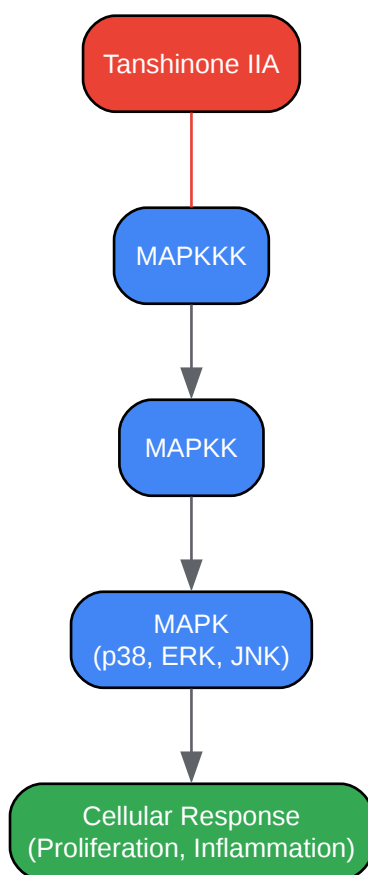 Tanshinone IIA
MAPKKK
MAPKK
MAPK
(p38, ERK, JNK)
Cellular Response
(Proliferation, Inflammation)